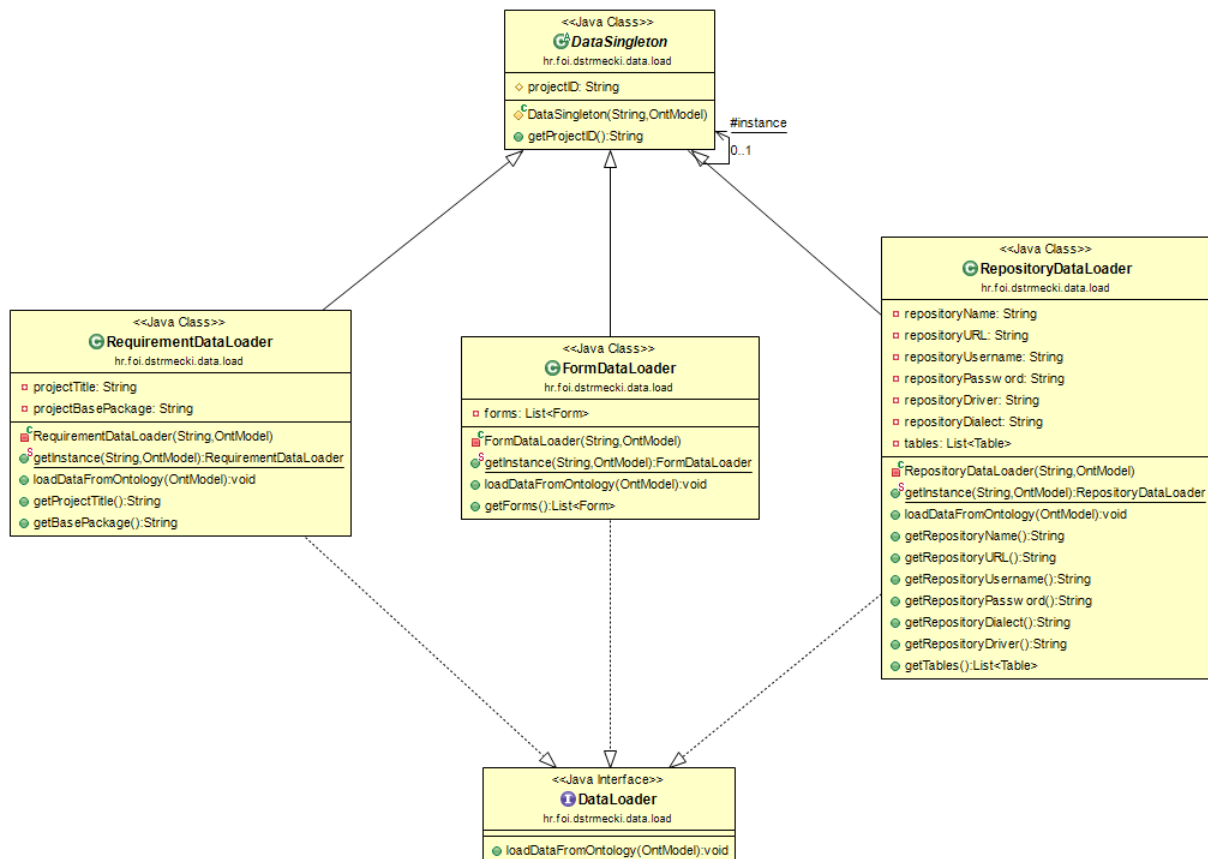 <<Java Class>>
DataSingleton
hr.foi.dstrmecki.data.load
projectID: String
DataSingleton(String,OntModel)
getProjectID():String
#instance
0..1
<<Java Class>>
RequirementDataLoader
hr.foi.dstrmecki.data.load
projectTitle: String
projectBasePackage: String
RequirementDataLoader(String,OntModel)
getInstance(String,OntModel):RequirementDataLoader
loadDataFromOntology(OntModel):void
getProjectTitle():String
getBasePackage():String
<<Java Class>>
FormDataLoader
hr.foi.dstrmecki.data.load
forms: List<Form>
FormDataLoader(String,OntModel)
getInstance(String,OntModel):FormDataLoader
loadDataFromOntology(OntModel):void
getForms():List<Form>
<<Java Class>>
RepositoryDataLoader
hr.foi.dstrmecki.data.load
repositoryName: String
repositoryURL: String
repositoryUsername: String
repositoryPassword: String
repositoryDriver: String
repositoryDialect: String
tables: List<Table>
RepositoryDataLoader(String,OntModel)
getInstance(String,OntModel):RepositoryDataLoader
loadDataFromOntology(OntModel):void
getRepositoryName():String
getRepositoryURL():String
getRepositoryUsername():String
getRepositoryPassword():String
getRepositoryDialect():String
getRepositoryDriver():String
getTables():List<Table>
<<Java Interface>>
DataLoader
hr.foi.dstrmecki.data.load
loadDataFromOntology(OntModel):void